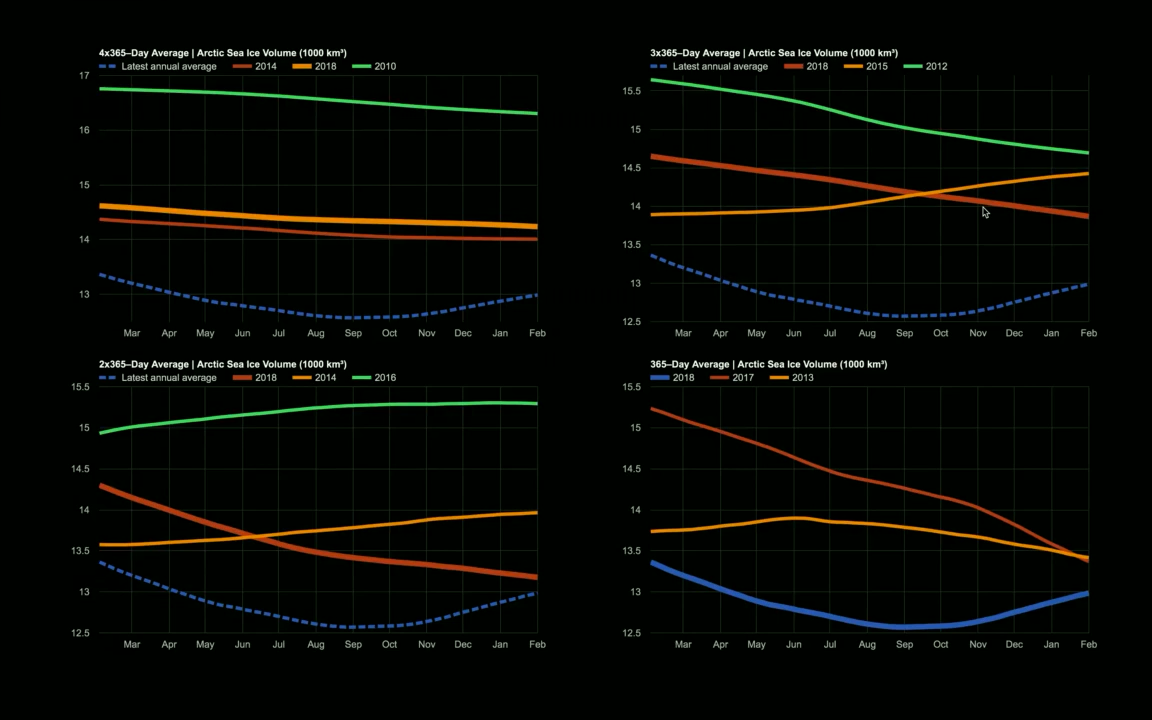 4x365–Day Average | Arctic Sea Ice Volume (1000 km³)
Latest annual average 2014 2018 2010
17
16
15
14
13
Mar Apr May Jun Jul Aug Sep Oct Nov Dec Jan Feb
3x365–Day Average | Arctic Sea Ice Volume (1000 km³)
Latest annual average 2018 2015 2012
15.5
15
14.5
14
13.5
13
12.5
Mar Apr May Jun Jul Aug Sep Oct Nov Dec Jan Feb
2x365–Day Average | Arctic Sea Ice Volume (1000 km³)
Latest annual average 2018 2014 2016
15.5
15
14.5
14
13.5
13
12.5
Mar Apr May Jun Jul Aug Sep Oct Nov Dec Jan Feb
365–Day Average | Arctic Sea Ice Volume (1000 km³)
2018 2017 2013
15.5
15
14.5
14
13.5
13
12.5
Mar Apr May Jun Jul Aug Sep Oct Nov Dec Jan Feb